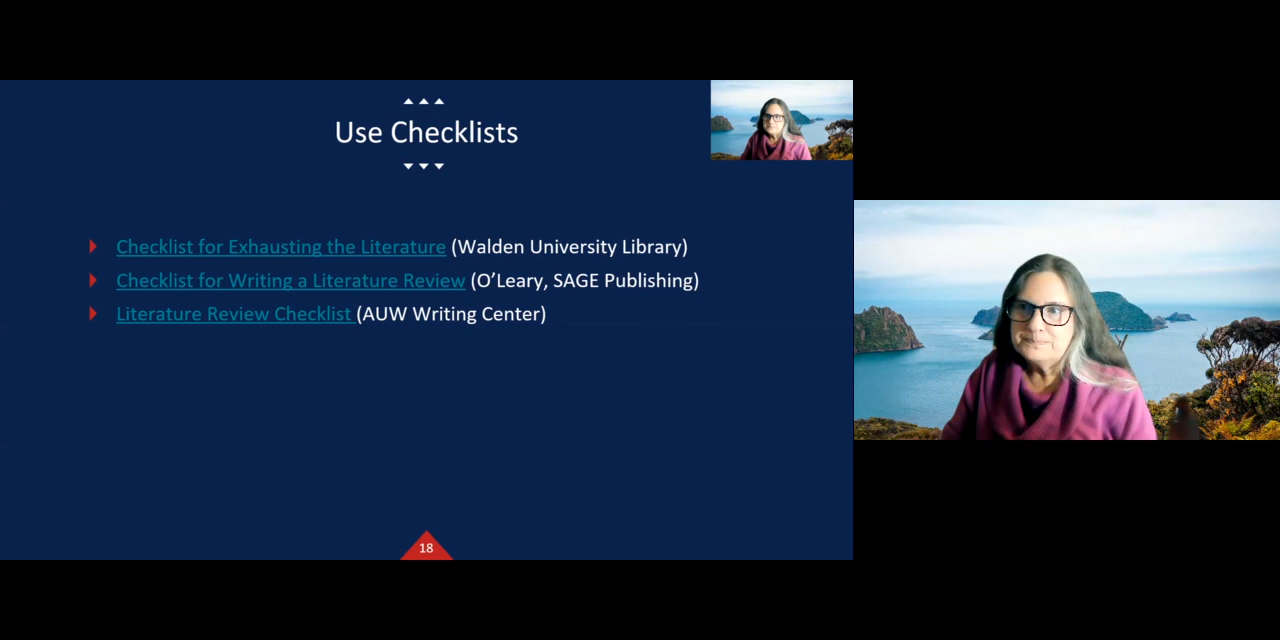 Use Checklists
Checklist for Exhausting the Literature (Walden University Library)
Checklist for Writing a Literature Review (O’Leary, SAGE Publishing)
Literature Review Checklist (AUW Writing Center)
18